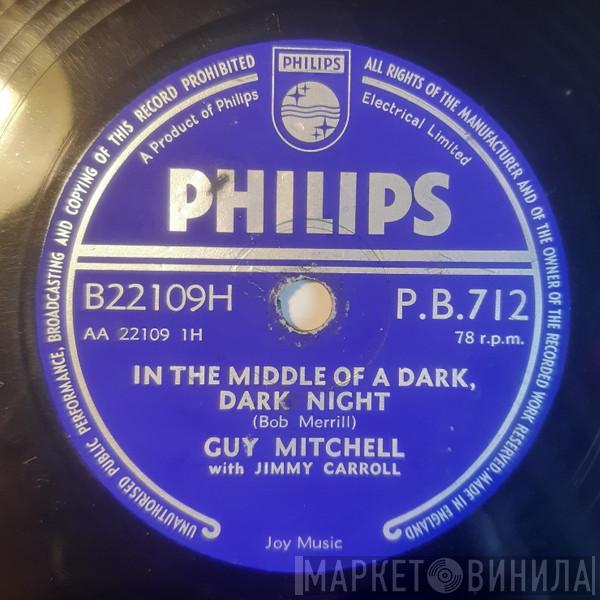 UNAUTHORISED PUBLIC PERFORMANCE, BROADCASTING AND COPYING OF THIS RECORD PROHIBITED
ALL RIGHTS OF THE MANUFACTURER AND OF THE OWNER OF THE RECORDED WORK RESERVED. MADE IN ENGLAND
PHILIPS
A Product of Philips
Electrical Limited
PHILIPS
B22109H
P.B.712
AA 22109 1H
78 r.p.m.
IN THE MIDDLE OF A DARK,
DARK NIGHT
(Bob Merrill)
GUY MITCHELL
with JIMMY CARROLL
Joy Music
МАРКЕТ ВИНИЛА